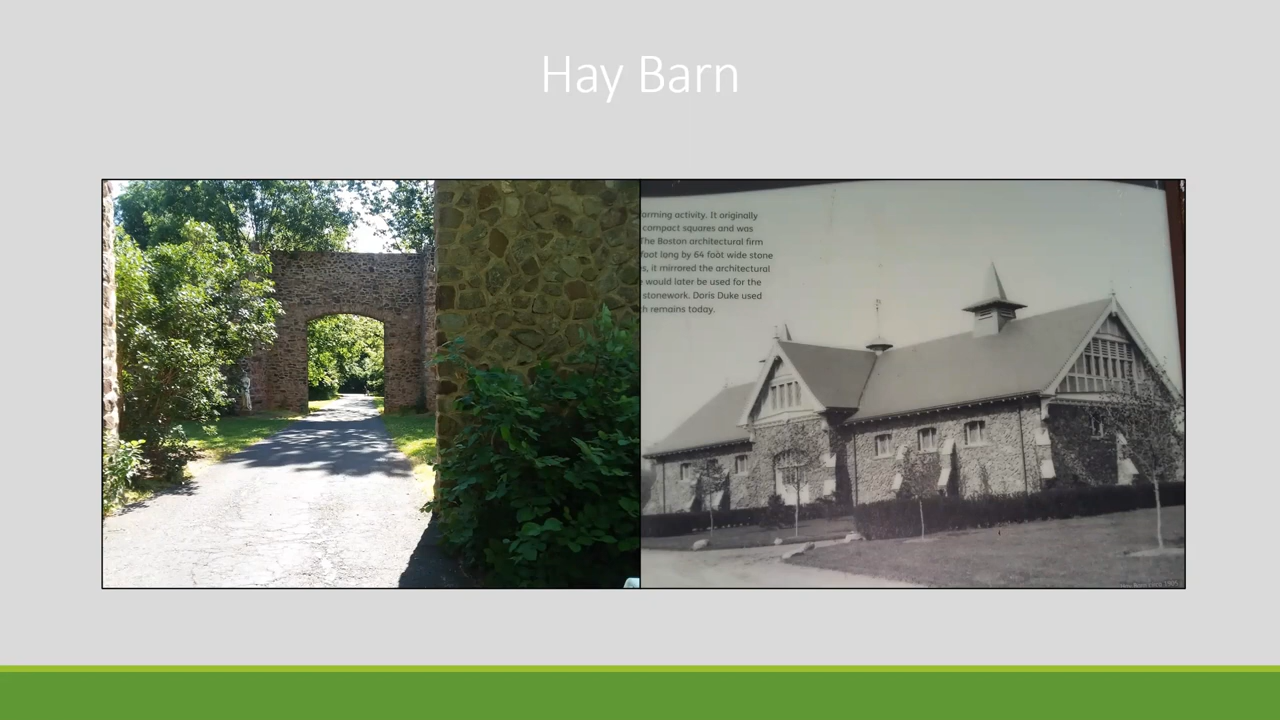 Hay Barn
arming activity. It originally
compact squares and was
The Boston architectural firm
foot long by 64 foot wide stone
s, it mirrored the architectural
would later be used for the
stonework. Doris Duke used
h remains today.